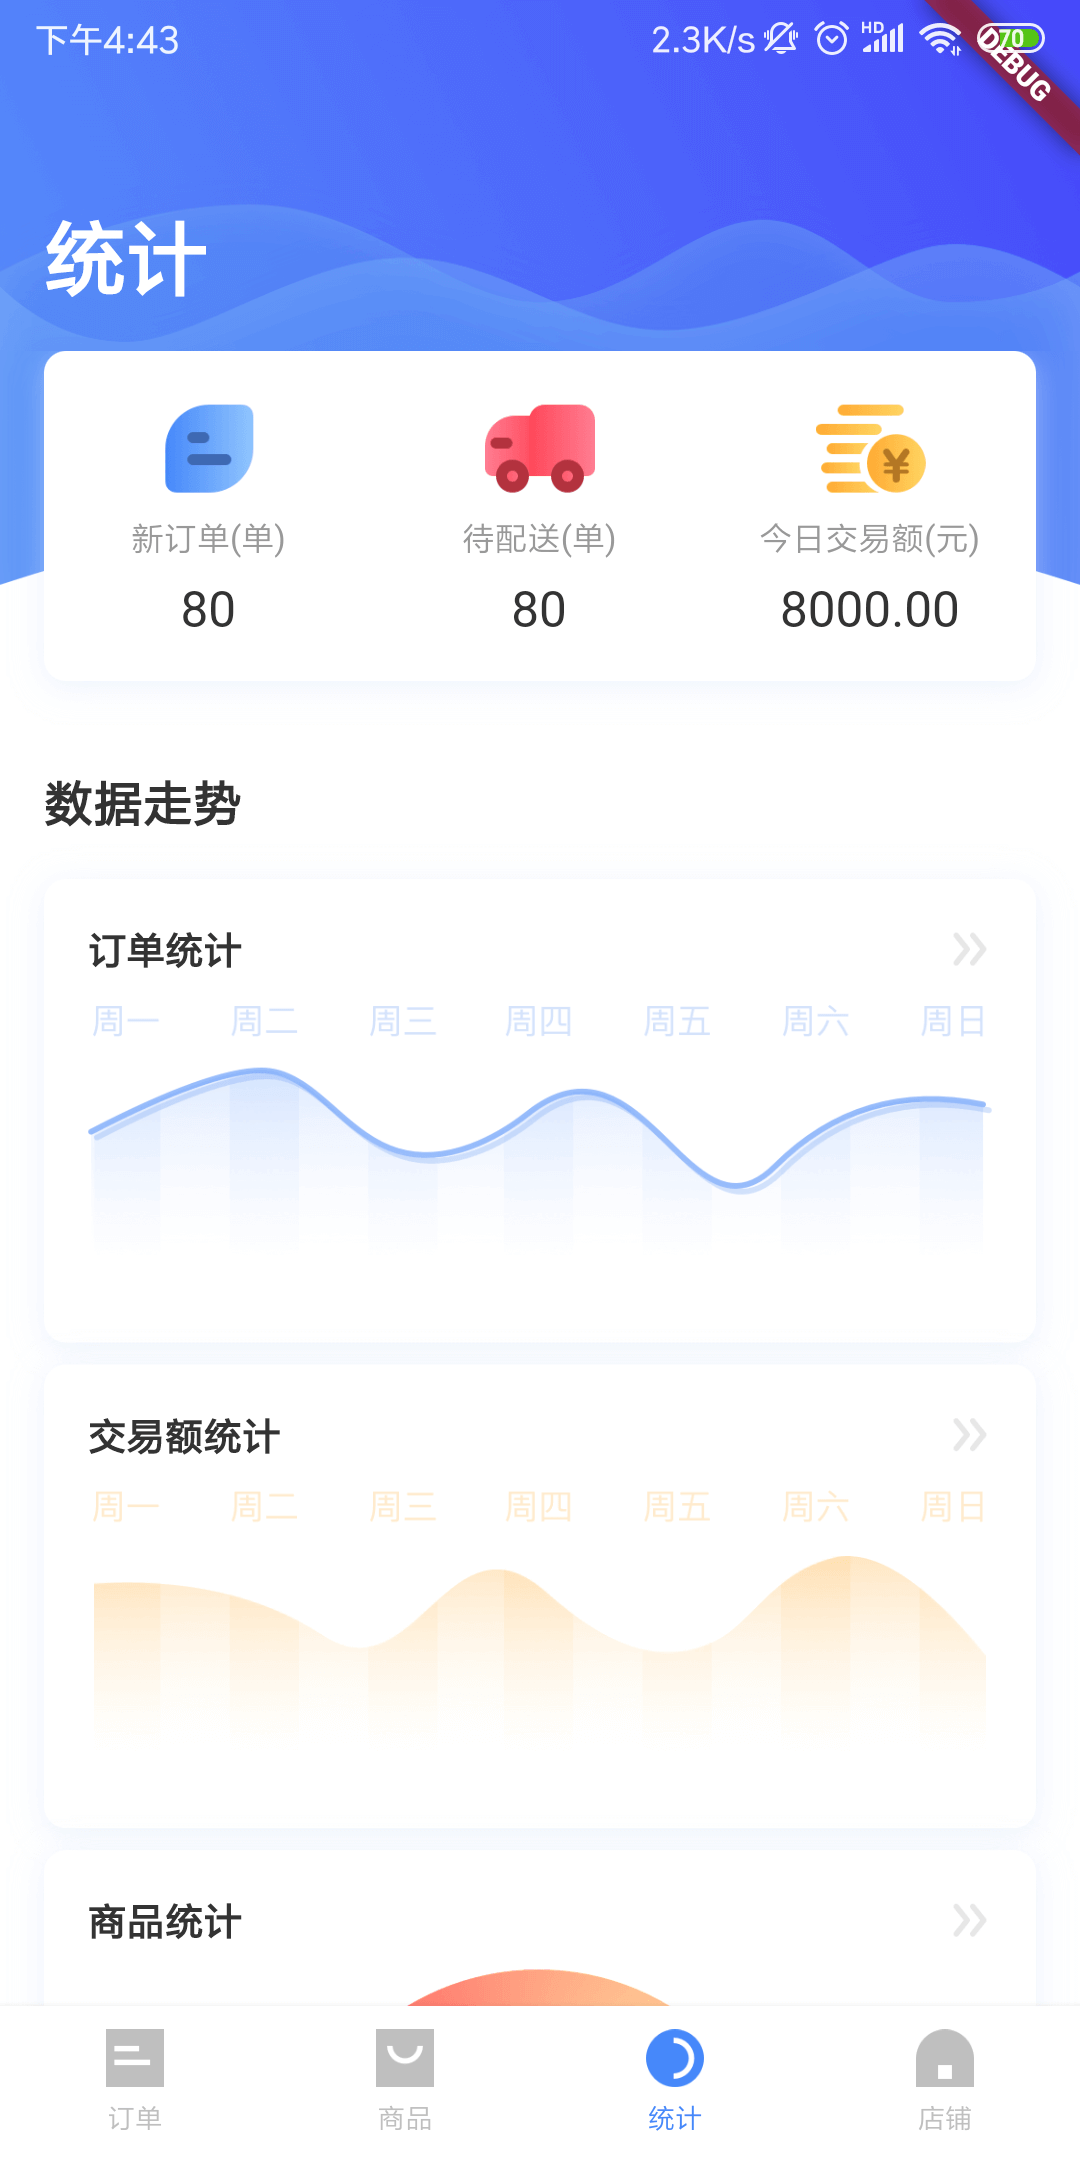 下午4:43 2.3K/s HD 70
DEBUG
统计
新订单(单) 待配送(单) 今日交易额(元)
80 80 8000.00
数据走势
订单统计
周一 周二 周三 周四 周五 周六 周日
交易额统计
周一 周二 周三 周四 周五 周六 周日
商品统计
订单 商品 统计 店铺